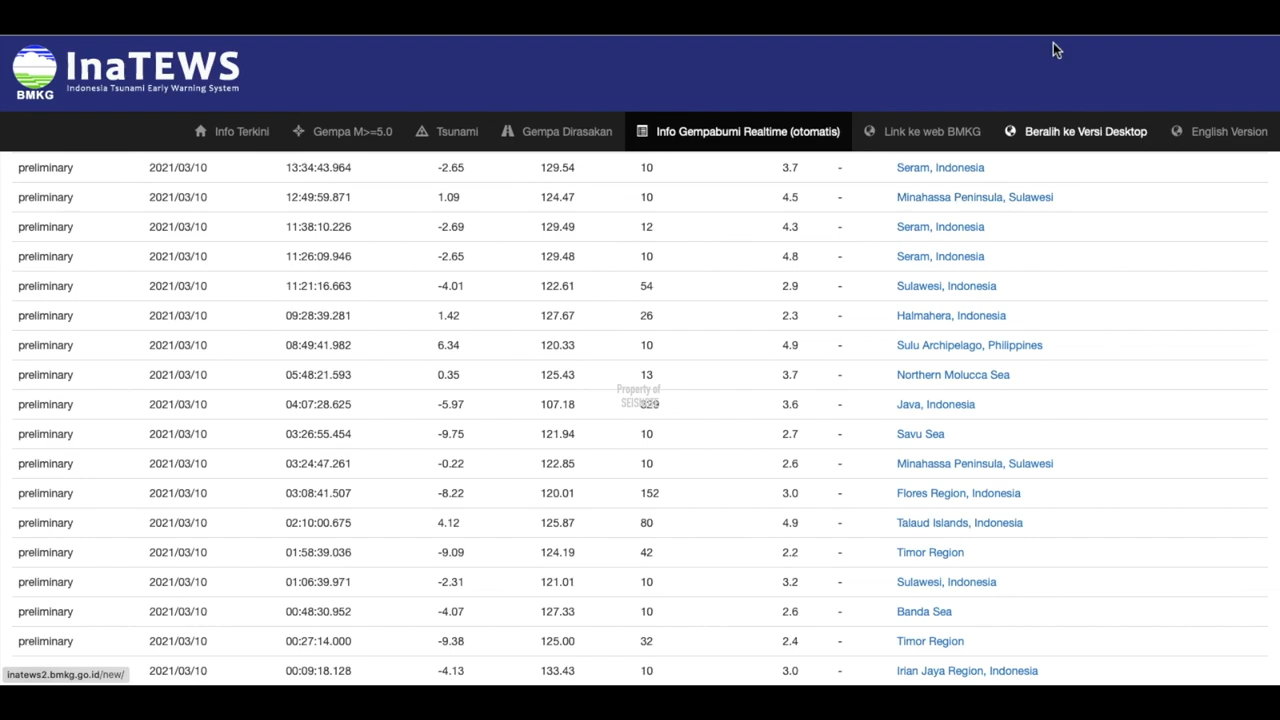 InaTEWS
Indonesia Tsunami Early Warning System
BMKG
Info Terkini Gempa M>=5.0 Tsunami Gempa Dirasakan Info Gempabumi Realtime (otomatis) Link ke web BMKG Beralih ke Versi Desktop English Version
preliminary 2021/03/10 13:34:43.964 -2.65 129.54 10 3.7 - Seram, Indonesia
preliminary 2021/03/10 12:49:59.871 1.09 124.47 10 4.5 - Minahassa Peninsula, Sulawesi
preliminary 2021/03/10 11:38:10.226 -2.69 129.49 12 4.3 - Seram, Indonesia
preliminary 2021/03/10 11:26:09.946 -2.65 129.48 10 4.8 - Seram, Indonesia
preliminary 2021/03/10 11:21:16.663 -4.01 122.61 54 2.9 - Sulawesi, Indonesia
preliminary 2021/03/10 09:28:39.281 1.42 127.67 26 2.3 - Halmahera, Indonesia
preliminary 2021/03/10 08:49:41.982 6.34 120.33 10 4.9 - Sulu Archipelago, Philippines
preliminary 2021/03/10 05:48:21.593 0.35 125.43 13 3.7 - Northern Molucca Sea
Property of
preliminary 2021/03/10 04:07:28.625 -5.97 107.18 329 3.6 - Java, Indonesia
preliminary 2021/03/10 03:26:55.454 -9.75 121.94 10 2.7 - Savu Sea
preliminary 2021/03/10 03:24:47.261 -0.22 122.85 10 2.6 - Minahassa Peninsula, Sulawesi
preliminary 2021/03/10 03:08:41.507 -8.22 120.01 152 3.0 - Flores Region, Indonesia
preliminary 2021/03/10 02:10:00.675 4.12 125.87 80 4.9 - Talaud Islands, Indonesia
preliminary 2021/03/10 01:58:39.036 -9.09 124.19 42 2.2 - Timor Region
preliminary 2021/03/10 01:06:39.971 -2.31 121.01 10 3.2 - Sulawesi, Indonesia
preliminary 2021/03/10 00:48:30.952 -4.07 127.33 10 2.6 - Banda Sea
preliminary 2021/03/10 00:27:14.000 -9.38 125.00 32 2.4 - Timor Region
preliminary 2021/03/10 00:09:18.128 -4.13 133.43 10 3.0 - Irian Jaya Region, Indonesia
inatews2.bmkg.go.id/new/